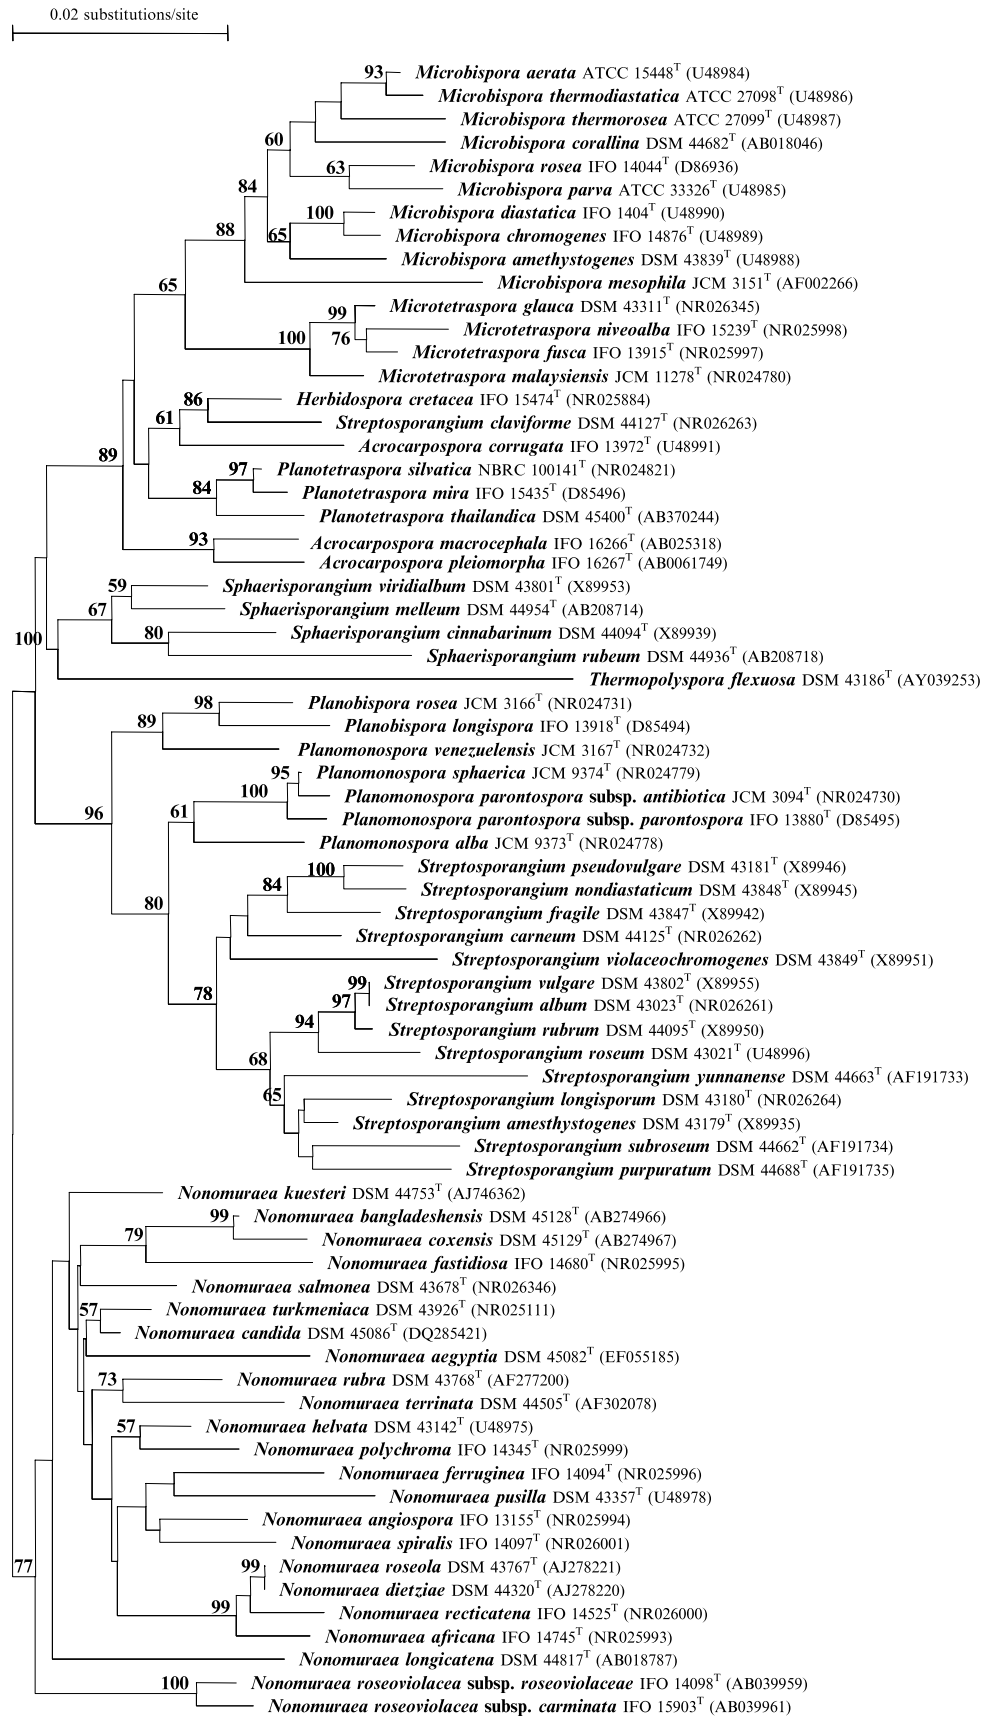 0.02 substitutions/site
93 Microbispora aerata ATCC 15448T (U48984)
Microbispora thermodiastatica ATCC 27098T (U48986)
Microbispora thermorosea ATCC 27099T (U48987)
60 Microbispora corallina DSM 44682T (AB018046)
63 Microbispora rosea IFO 14044T (D86936)
84 Microbispora parva ATCC 33326T (U48985)
100 Microbispora diastatica IFO 1404T (U48990)
88 65 Microbispora chromogenes IFO 14876T (U48989)
Microbispora amethystogenes DSM 43839T (U48988)
65 Microbispora mesophila JCM 3151T (AF002266)
99 Microtetraspora glauca DSM 43311T (NR026345)
100 76 Microtetraspora niveoalba IFO 15239T (NR025998)
Microtetraspora fusca IFO 13915T (NR025997)
Microtetraspora malaysiensis JCM 11278T (NR024780)
86 Herbidospora cretacea IFO 15474T (NR025884)
61 Streptosporangium claviforme DSM 44127T (NR026263)
Acrocarpospora corrugata IFO 13972T (U48991)
89 97 Planotetraspora silvatica NBRC 100141T (NR024821)
84 Planotetraspora mira IFO 15435T (D85496)
Planotetraspora thailandica DSM 45400T (AB370244)
93 Acrocarpospora macrocephala IFO 16266T (AB025318)
Acrocarpospora pleiomorpha IFO 16267T (AB0061749)
59 Sphaerisporangium viridialbum DSM 43801T (X89953)
67 Sphaerisporangium melleum DSM 44954T (AB208714)
100 80 Sphaerisporangium cinnabarinum DSM 44094T (X89939)
Sphaerisporangium rubeum DSM 44936T (AB208718)
Thermopolyspora flexuosa DSM 43186T (AY039253)
98 Planobispora rosea JCM 3166T (NR024731)
89 Planobispora longispora IFO 13918T (D85494)
Planomonospora venezuelensis JCM 3167T (NR024732)
95 Planomonospora sphaerica JCM 9374T (NR024779)
100 Planomonospora parontospora subsp. antibiotica JCM 3094T (NR024730)
96 61 Planomonospora parontospora subsp. parontospora IFO 13880T (D85495)
Planomonospora alba JCM 9373T (NR024778)
100 Streptosporangium pseudovulgare DSM 43181T (X89946)
84 Streptosporangium nondiastaticum DSM 43848T (X89945)
80 Streptosporangium fragile DSM 43847T (X89942)
Streptosporangium carneum DSM 44125T (NR026262)
Streptosporangium violaceochromogenes DSM 43849T (X89951)
99 Streptosporangium vulgare DSM 43802T (X89955)
78 97 Streptosporangium album DSM 43023T (NR026261)
94 Streptosporangium rubrum DSM 44095T (X89950)
68 Streptosporangium roseum DSM 43021T (U48996)
Streptosporangium yunnanense DSM 44663T (AF191733)
65 Streptosporangium longisporum DSM 43180T (NR026264)
Streptosporangium amesthystogenes DSM 43179T (X89935)
Streptosporangium subroseum DSM 44662T (AF191734)
Streptosporangium purpuratum DSM 44688T (AF191735)
Nonomuraea kuesteri DSM 44753T (AJ746362)
99 Nonomuraea bangladeshensis DSM 45128T (AB274966)
79 Nonomuraea coxensis DSM 45129T (AB274967)
Nonomuraea fastidiosa IFO 14680T (NR025995)
Nonomuraea salmonea DSM 43678T (NR026346)
57 Nonomuraea turkmeniaca DSM 43926T (NR025111)
Nonomuraea candida DSM 45086T (DQ285421)
Nonomuraea aegyptia DSM 45082T (EF055185)
73 Nonomuraea rubra DSM 43768T (AF277200)
Nonomuraea terrinata DSM 44505T (AF302078)
57 Nonomuraea helvata DSM 43142T (U48975)
Nonomuraea polychroma IFO 14345T (NR025999)
Nonomuraea ferruginea IFO 14094T (NR025996)
Nonomuraea pusilla DSM 43357T (U48978)
Nonomuraea angiospora IFO 13155T (NR025994)
Nonomuraea spiralis IFO 14097T (NR026001)
77 99 Nonomuraea roseola DSM 43767T (AJ278221)
Nonomuraea dietziae DSM 44320T (AJ278220)
99 Nonomuraea recticatena IFO 14525T (NR026000)
Nonomuraea africana IFO 14745T (NR025993)
Nonomuraea longicatena DSM 44817T (AB018787)
100 Nonomuraea roseoviolacea subsp. roseoviolaceae IFO 14098T (AB039959)
Nonomuraea roseoviolacea subsp. carminata IFO 15903T (AB039961)